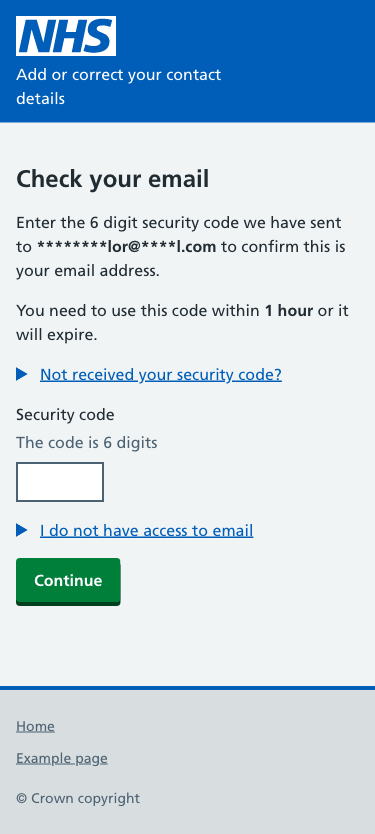 NHS
Add or correct your contact
details
Check your email
Enter the 6 digit security code we have sent
to ********lor@****l.com to confirm this is
your email address.
You need to use this code within 1 hour or it
will expire.
Not received your security code?
Security code
The code is 6 digits
I do not have access to email
Continue
Home
Example page
© Crown copyright